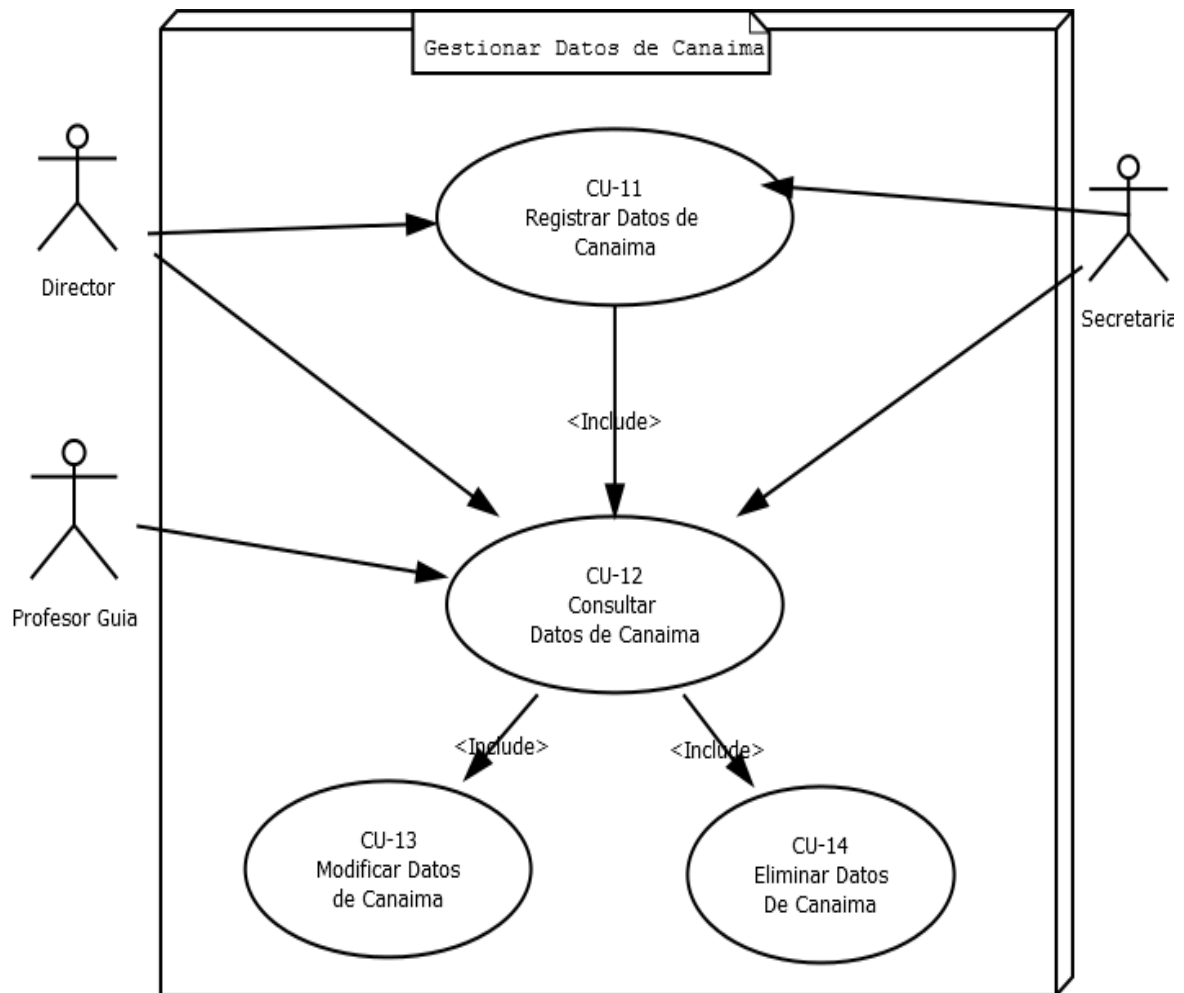 Gestionar Datos de Canaima
CU-11
Registrar Datos de
Canaima
Director
Secretaria
<Include>
CU-12
Consultar
Datos de Canaima
Profesor Guia
<Include>
<Include>
CU-13
Modificar Datos
de Canaima
CU-14
Eliminar Datos
De Canaima